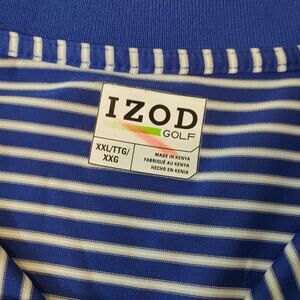 IZOD
GOLF
XXL/TTG/
XXG
MADE IN KENYA
FABRIQUÉ AU KENYA
HECHO EN KENIA